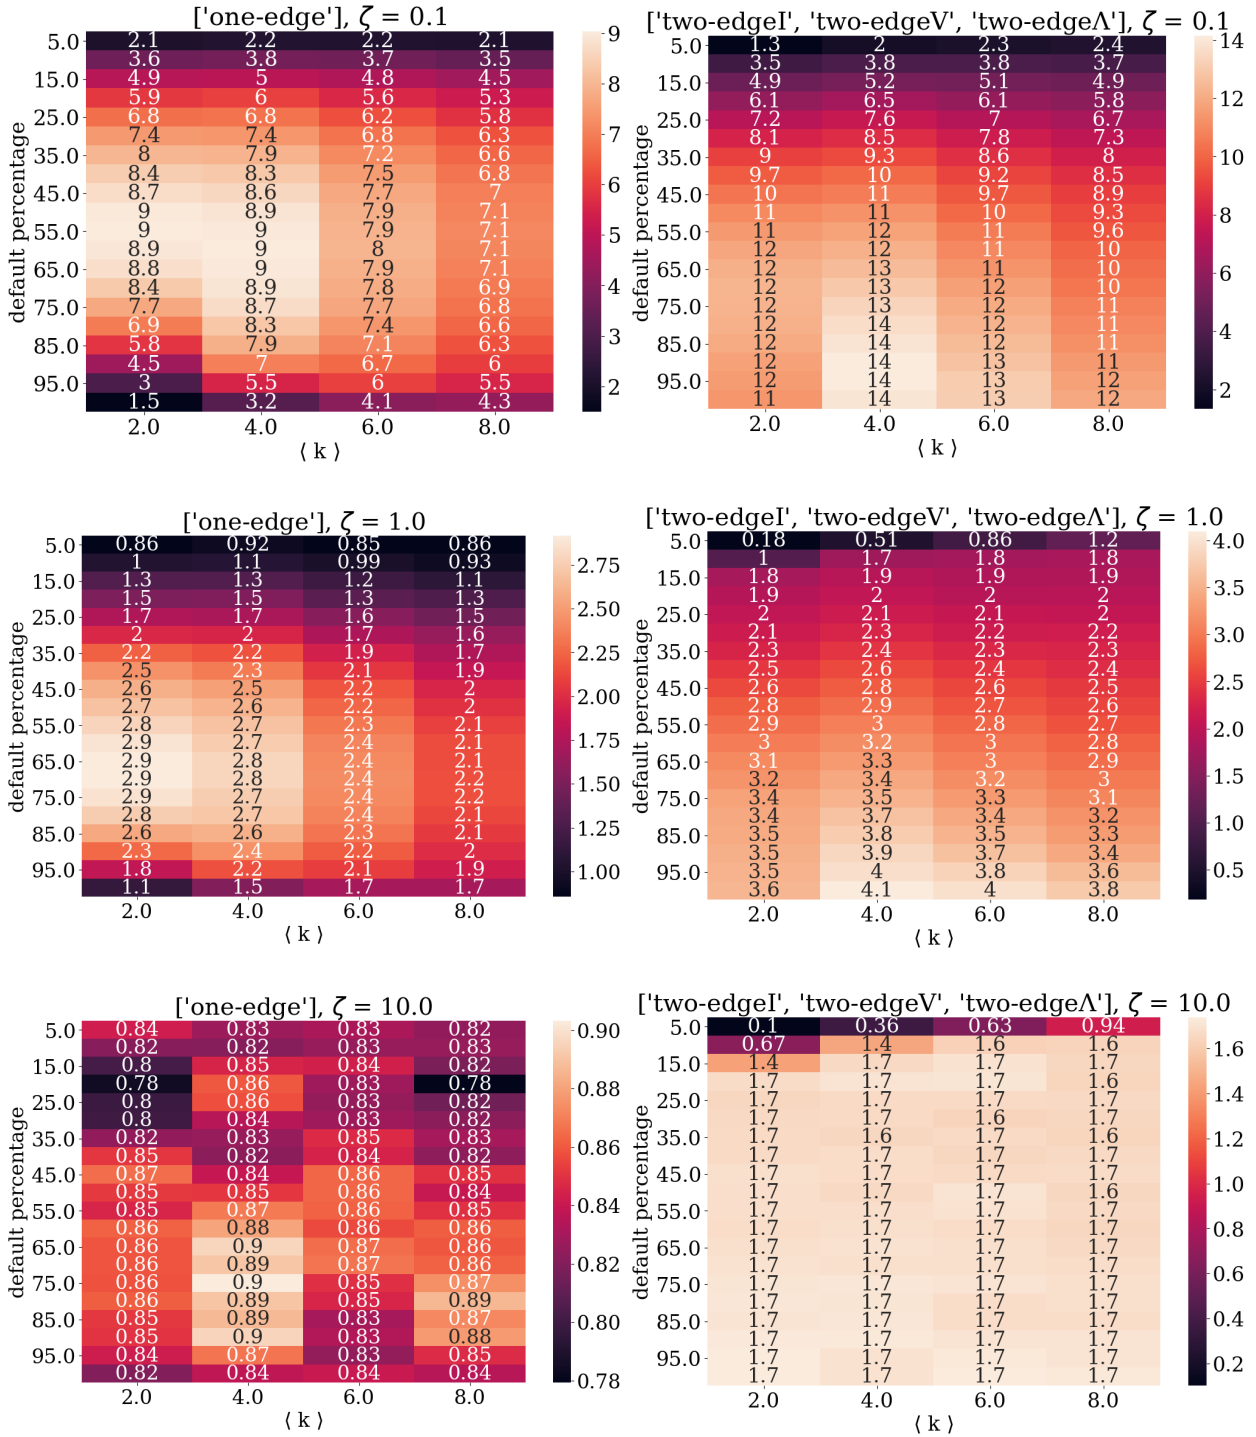 ['one-edge'], ζ = 0.1
default percentage
5.0 2.1 2.2 2.2 2.1
3.6 3.8 3.7 3.5
15.0 4.9 5 4.8 4.5
5.9 6 5.6 5.3
25.0 6.8 6.8 6.2 5.8
7.4 7.4 6.8 6.3
35.0 8 7.9 7.2 6.6
8.4 8.3 7.5 6.8
45.0 8.7 8.6 7.7 7
9 8.9 7.9 7.1
55.0 9 9 7.9 7.1
8.9 9 8 7.1
65.0 8.8 9 7.9 7.1
8.4 8.9 7.8 6.9
75.0 7.7 8.7 7.7 6.8
6.9 8.3 7.4 6.6
85.0 5.8 7.9 7.1 6.3
4.5 7 6.7 6
95.0 3 5.5 6 5.5
1.5 3.2 4.1 4.3
2.0 4.0 6.0 8.0
⟨ k ⟩
9
8
7
6
5
4
3
2
['two-edgeI', 'two-edgeV', 'two-edgeΛ'], ζ = 0.1
default percentage
5.0 1.3 2 2.3 2.4
3.5 3.8 3.8 3.7
15.0 4.9 5.2 5.1 4.9
6.1 6.5 6.1 5.8
25.0 7.2 7.6 7 6.7
8.1 8.5 7.8 7.3
35.0 9 9.3 8.6 8
9.7 10 9.2 8.5
45.0 10 11 9.7 8.9
11 11 10 9.3
55.0 11 12 11 9.6
12 12 11 10
65.0 12 13 11 10
12 13 12 10
75.0 12 13 12 11
12 14 12 11
85.0 12 14 12 11
12 14 13 11
95.0 12 14 13 12
11 14 13 12
2.0 4.0 6.0 8.0
⟨ k ⟩
14
12
10
8
6
4
2
['one-edge'], ζ = 1.0
default percentage
5.0 0.86 0.92 0.85 0.86
1 1.1 0.99 0.93
15.0 1.3 1.3 1.2 1.1
1.5 1.5 1.3 1.3
25.0 1.7 1.7 1.6 1.5
2 2 1.7 1.6
35.0 2.2 2.2 1.9 1.7
2.5 2.3 2.1 1.9
45.0 2.6 2.5 2.2 2
2.7 2.6 2.2 2
55.0 2.8 2.7 2.3 2.1
2.9 2.7 2.4 2.1
65.0 2.9 2.8 2.4 2.1
2.9 2.8 2.4 2.2
75.0 2.9 2.7 2.4 2.2
2.8 2.7 2.4 2.1
85.0 2.6 2.6 2.3 2.1
2.3 2.4 2.2 2
95.0 1.8 2.2 2.1 1.9
1.1 1.5 1.7 1.7
2.0 4.0 6.0 8.0
⟨ k ⟩
2.75
2.50
2.25
2.00
1.75
1.50
1.25
1.00
['two-edgeI', 'two-edgeV', 'two-edgeΛ'], ζ = 1.0
default percentage
5.0 0.18 0.51 0.86 1.2
1 1.7 1.8 1.8
15.0 1.8 1.9 1.9 1.9
1.9 2 2 2
25.0 2 2.1 2.1 2
2.1 2.3 2.2 2.2
35.0 2.3 2.4 2.3 2.3
2.5 2.6 2.4 2.4
45.0 2.6 2.8 2.6 2.5
2.8 2.9 2.7 2.6
55.0 2.9 3 2.8 2.7
3 3.2 3 2.8
65.0 3.1 3.3 3 2.9
3.2 3.4 3.2 3
75.0 3.4 3.5 3.3 3.1
3.4 3.7 3.4 3.2
85.0 3.5 3.8 3.5 3.3
3.5 3.9 3.7 3.4
95.0 3.5 4 3.8 3.6
3.6 4.1 4 3.8
2.0 4.0 6.0 8.0
⟨ k ⟩
4.0
3.5
3.0
2.5
2.0
1.5
1.0
0.5
['one-edge'], ζ = 10.0
default percentage
5.0 0.84 0.83 0.83 0.82
0.82 0.82 0.83 0.83
15.0 0.8 0.85 0.84 0.82
0.78 0.86 0.83 0.78
25.0 0.8 0.86 0.83 0.82
0.8 0.84 0.83 0.82
35.0 0.82 0.83 0.85 0.83
0.85 0.82 0.84 0.82
45.0 0.87 0.84 0.86 0.85
0.85 0.85 0.86 0.84
55.0 0.85 0.87 0.86 0.85
0.86 0.88 0.86 0.86
65.0 0.86 0.9 0.87 0.86
0.86 0.89 0.87 0.86
75.0 0.86 0.9 0.85 0.87
0.86 0.89 0.85 0.89
85.0 0.85 0.89 0.83 0.87
0.85 0.9 0.83 0.88
95.0 0.84 0.87 0.83 0.85
0.82 0.84 0.84 0.84
2.0 4.0 6.0 8.0
⟨ k ⟩
0.90
0.88
0.86
0.84
0.82
0.80
0.78
['two-edgeI', 'two-edgeV', 'two-edgeΛ'], ζ = 10.0
default percentage
5.0 0.1 0.36 0.63 0.94
0.67 1.4 1.6 1.6
15.0 1.4 1.7 1.7 1.7
1.7 1.7 1.7 1.6
25.0 1.7 1.7 1.7 1.7
1.7 1.7 1.6 1.7
35.0 1.7 1.6 1.7 1.6
1.7 1.7 1.7 1.7
45.0 1.7 1.7 1.7 1.7
1.7 1.7 1.7 1.6
55.0 1.7 1.7 1.7 1.7
1.7 1.7 1.7 1.7
65.0 1.7 1.7 1.7 1.7
1.7 1.7 1.7 1.7
75.0 1.7 1.7 1.7 1.7
1.7 1.7 1.7 1.7
85.0 1.7 1.7 1.7 1.7
1.7 1.7 1.7 1.7
95.0 1.7 1.7 1.7 1.7
1.7 1.7 1.7 1.7
2.0 4.0 6.0 8.0
⟨ k ⟩
1.6
1.4
1.2
1.0
0.8
0.6
0.4
0.2